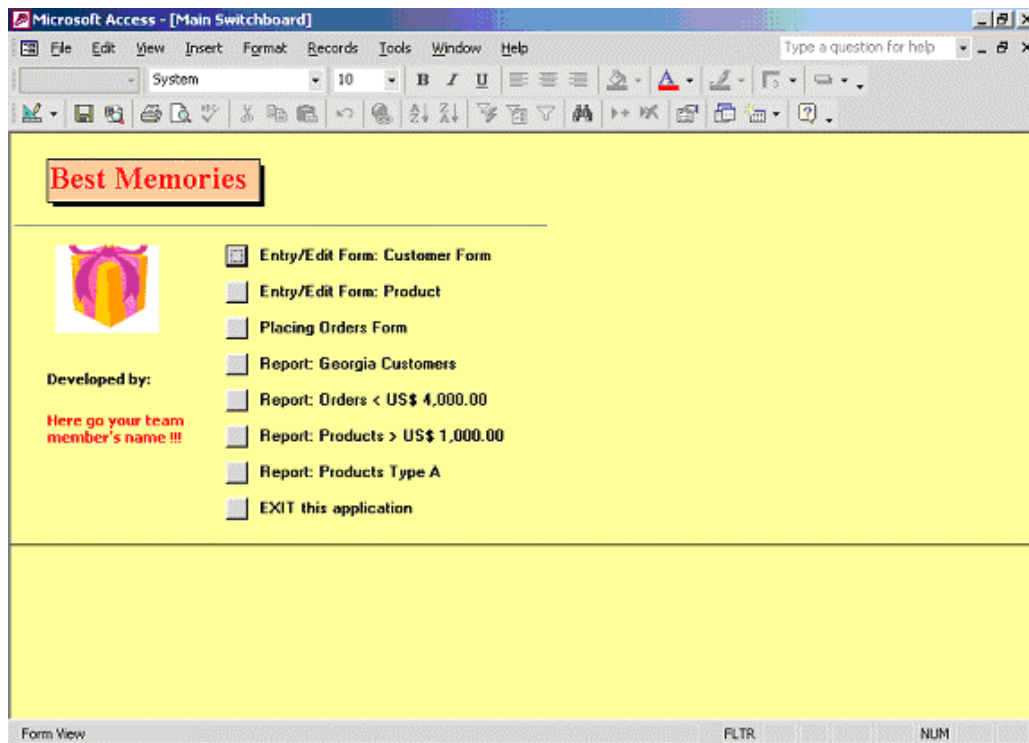 Microsoft Access - [Main Switchboard]
File Edit View Insert Format Records Tools Window Help Type a question for help
System 10 B I U
Best Memories
Entry/Edit Form: Customer Form
Entry/Edit Form: Product
Placing Orders Form
Report: Georgia Customers
Developed by:
Report: Orders < US$ 4,000.00
Here go your team
member's name !!!
Report: Products > US$ 1,000.00
Report: Products Type A
EXIT this application
Form View FLTR NUM